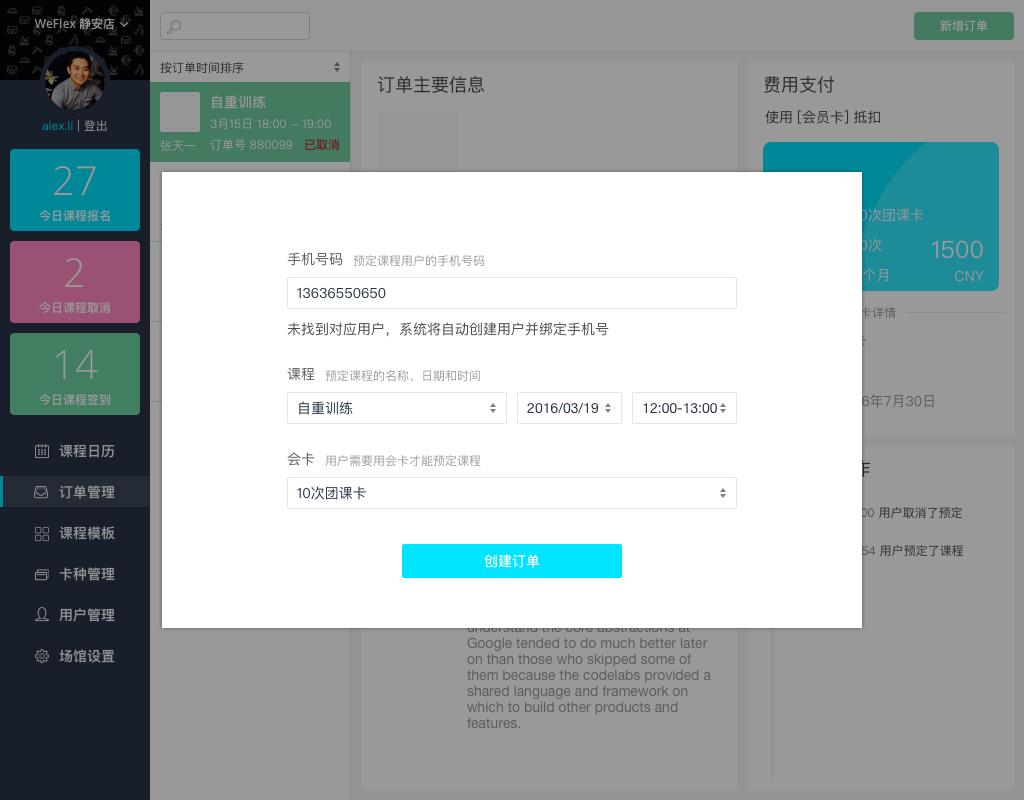 WeFlex 静安店
alex.li | 登出
27
今日课程报名
2
今日课程取消
14
今日课程签到
课程日历
订单管理
课程模板
卡种管理
用户管理
场馆设置
新增订单
按订单时间排序
自重训练
3月15日 18:00 – 19:00
张天一 订单号 880099 已取消
订单主要信息
费用支付
使用 [会员卡] 抵扣
0次团课卡
0次
1500
个月
CNY
卡详情
6年7月30日
00 用户取消了预定
54 用户预定了课程
手机号码 预定课程用户的手机号码
13636550650
未找到对应用户，系统将自动创建用户并绑定手机号
课程 预定课程的名称、日期和时间
自重训练 2016/03/19 12:00-13:00
会卡 用户需要用会卡才能预定课程
10次团课卡
创建订单
understand the core abstractions at
Google tended to do much better later
on than those who skipped some of
them because the codelabs provided a
shared language and framework on
which to build other products and
features.